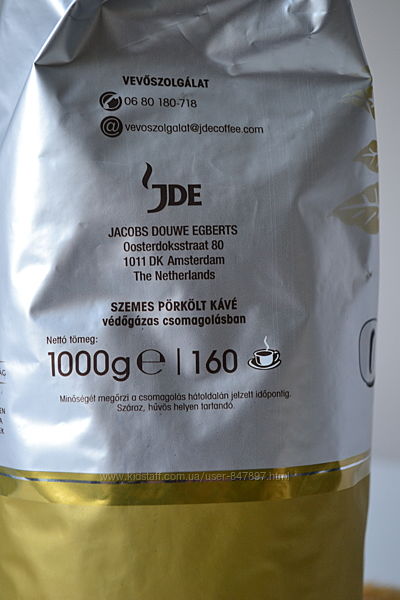 VEVŐSZOLGÁLAT
06 80 180-718
@ vevoszolgalat@jdecoffee.com
JDE
JACOBS DOUWE EGBERTS
Oosterdoksstraat 80
1011 DK Amsterdam
The Netherlands
SZEMES PÖRKÖLT KÁVÉ
védőgázas csomagolásban
Nettó tömeg:
1000g ℮ | 160
Minőségét megőrzi a csomagolás hátoldalán jelzett időpontig.
Száraz, hűvös helyen tartandó.
www.kidstaff.com.ua/user-847897.html